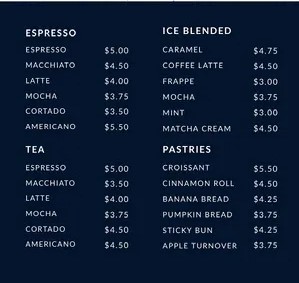 ESPRESSO
ESPRESSO $5.00
MACCHIATO $4.50
LATTE $4.00
MOCHA $3.75
CORTADO $3.50
AMERICANO $5.50
TEA
ESPRESSO $5.00
MACCHIATO $3.50
LATTE $4.00
MOCHA $3.75
CORTADO $4.50
AMERICANO $4.50
ICE BLENDED
CARAMEL $4.75
COFFEE LATTE $4.50
FRAPPE $3.00
MOCHA $3.75
MINT $3.00
MATCHA CREAM $4.50
PASTRIES
CROISSANT $5.50
CINNAMON ROLL $4.50
BANANA BREAD $4.25
PUMPKIN BREAD $3.75
STICKY BUN $4.25
APPLE TURNOVER $3.75